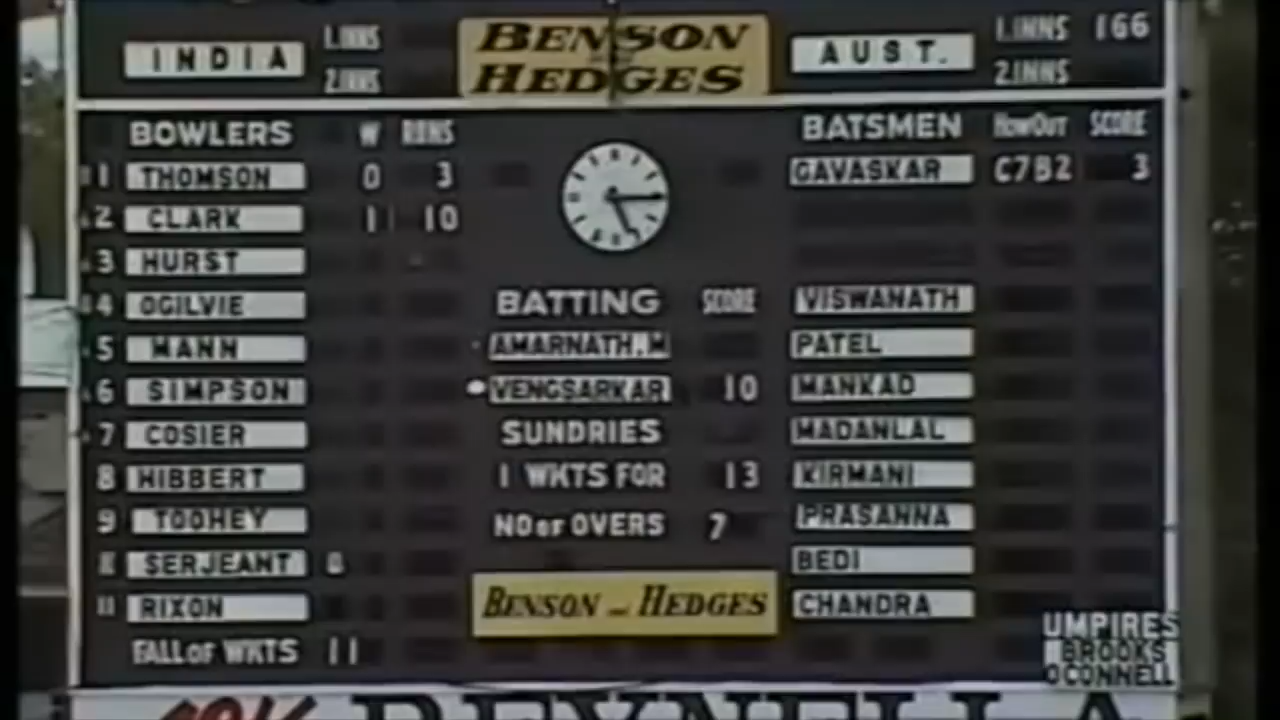 INDIA 1.INNS
2.INNS
BENSON
HEDGES
AUST. 1.INNS 166
2.INNS
BOWLERS W RUNS
1 THOMSON 0 3
2 CLARK 1 10
3 HURST
4 OGILVIE
5 MANN
6 SIMPSON
7 COSIER
8 HIBBERT
9 TOOHEY
SERJEANT
11 RIXON
FALL OF WKTS 11
BATTING SCORE
AMARNATH.M
VENGSARKAR 10
SUNDRIES
1 WKTS FOR 13
NO OF OVERS 7
BENSON and HEDGES
BATSMEN HOWOUT SCORE
GAVASKAR C7B2 3
VISWANATH
PATEL
MANKAD
MADANLAL
KIRMANI
PRASANNA
BEDI
CHANDRA
UMPIRES
BROOKS
O'CONNELL
REYNELLA